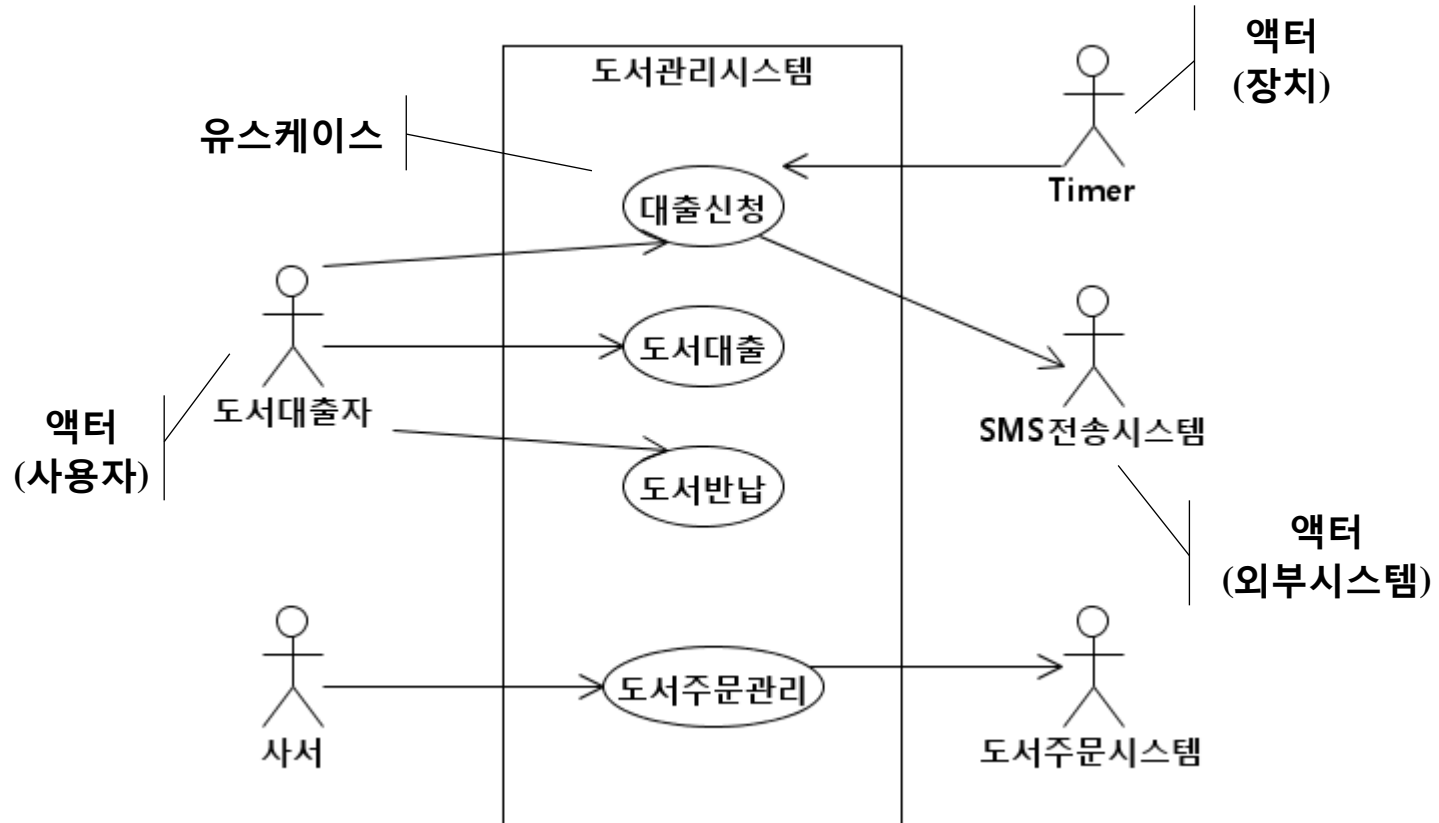 액터
(장치)
도서관리시스템
유스케이스
Timer
대출신청
도서대출
도서대출자
액터
(사용자)
SMS전송시스템
도서반납
액터
(외부시스템)
도서주문관리
사서
도서주문시스템